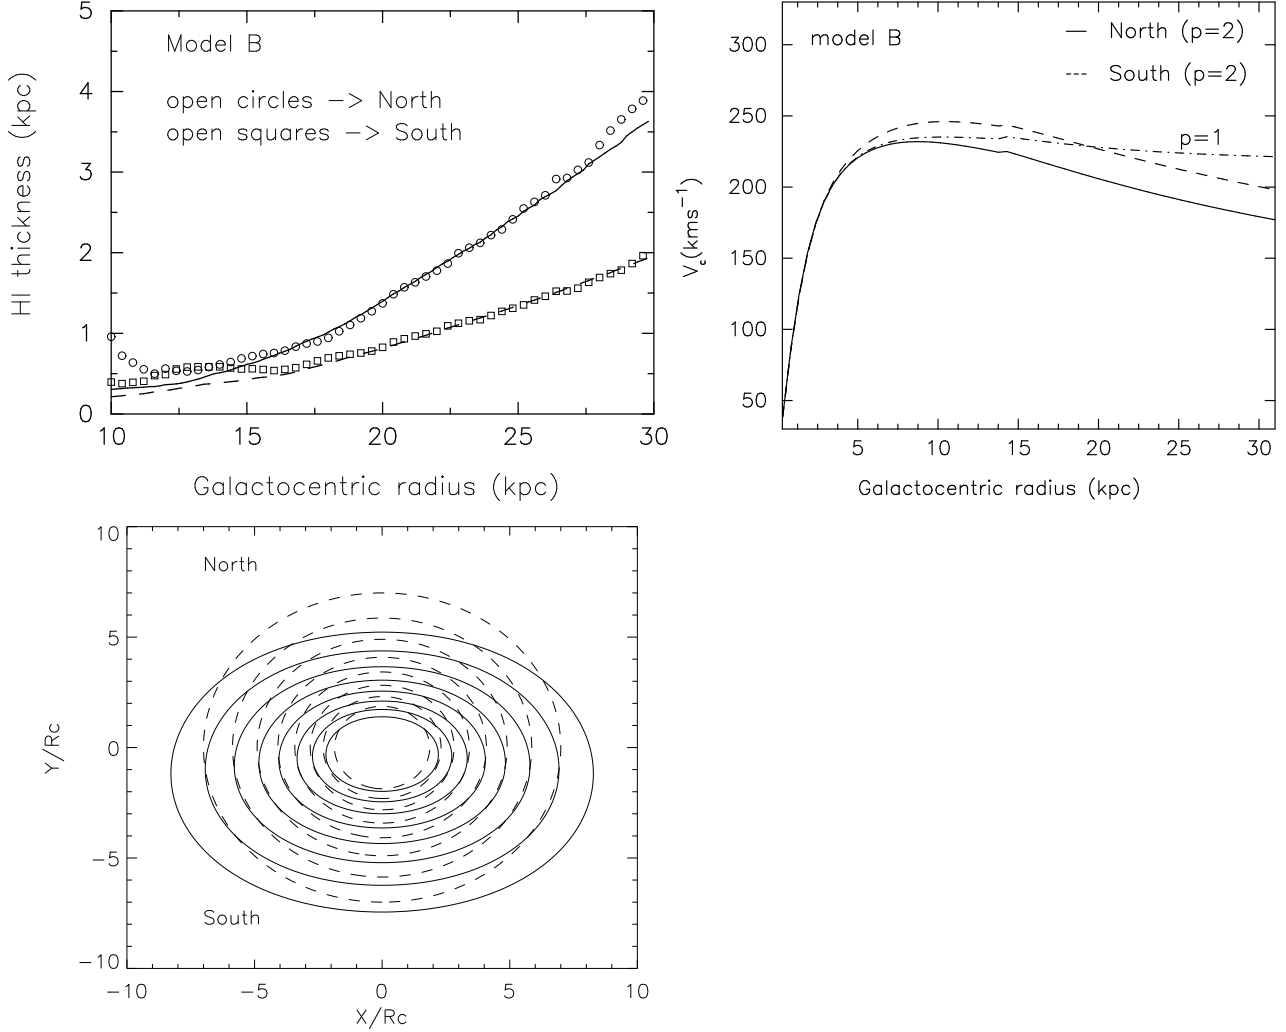 Model B
open circles -> North
open squares -> South
HI thickness (kpc)
5
4
3
2
1
0
10
15
20
25
30
Galactocentric radius (kpc)
model B
North (p=2)
South (p=2)
p=1
Vc(kms⁻¹)
300
250
200
150
100
50
5
10
15
20
25
30
Galactocentric radius (kpc)
North
South
Y/Rc
10
5
0
−5
−10
−10
−5
0
5
10
X/Rc